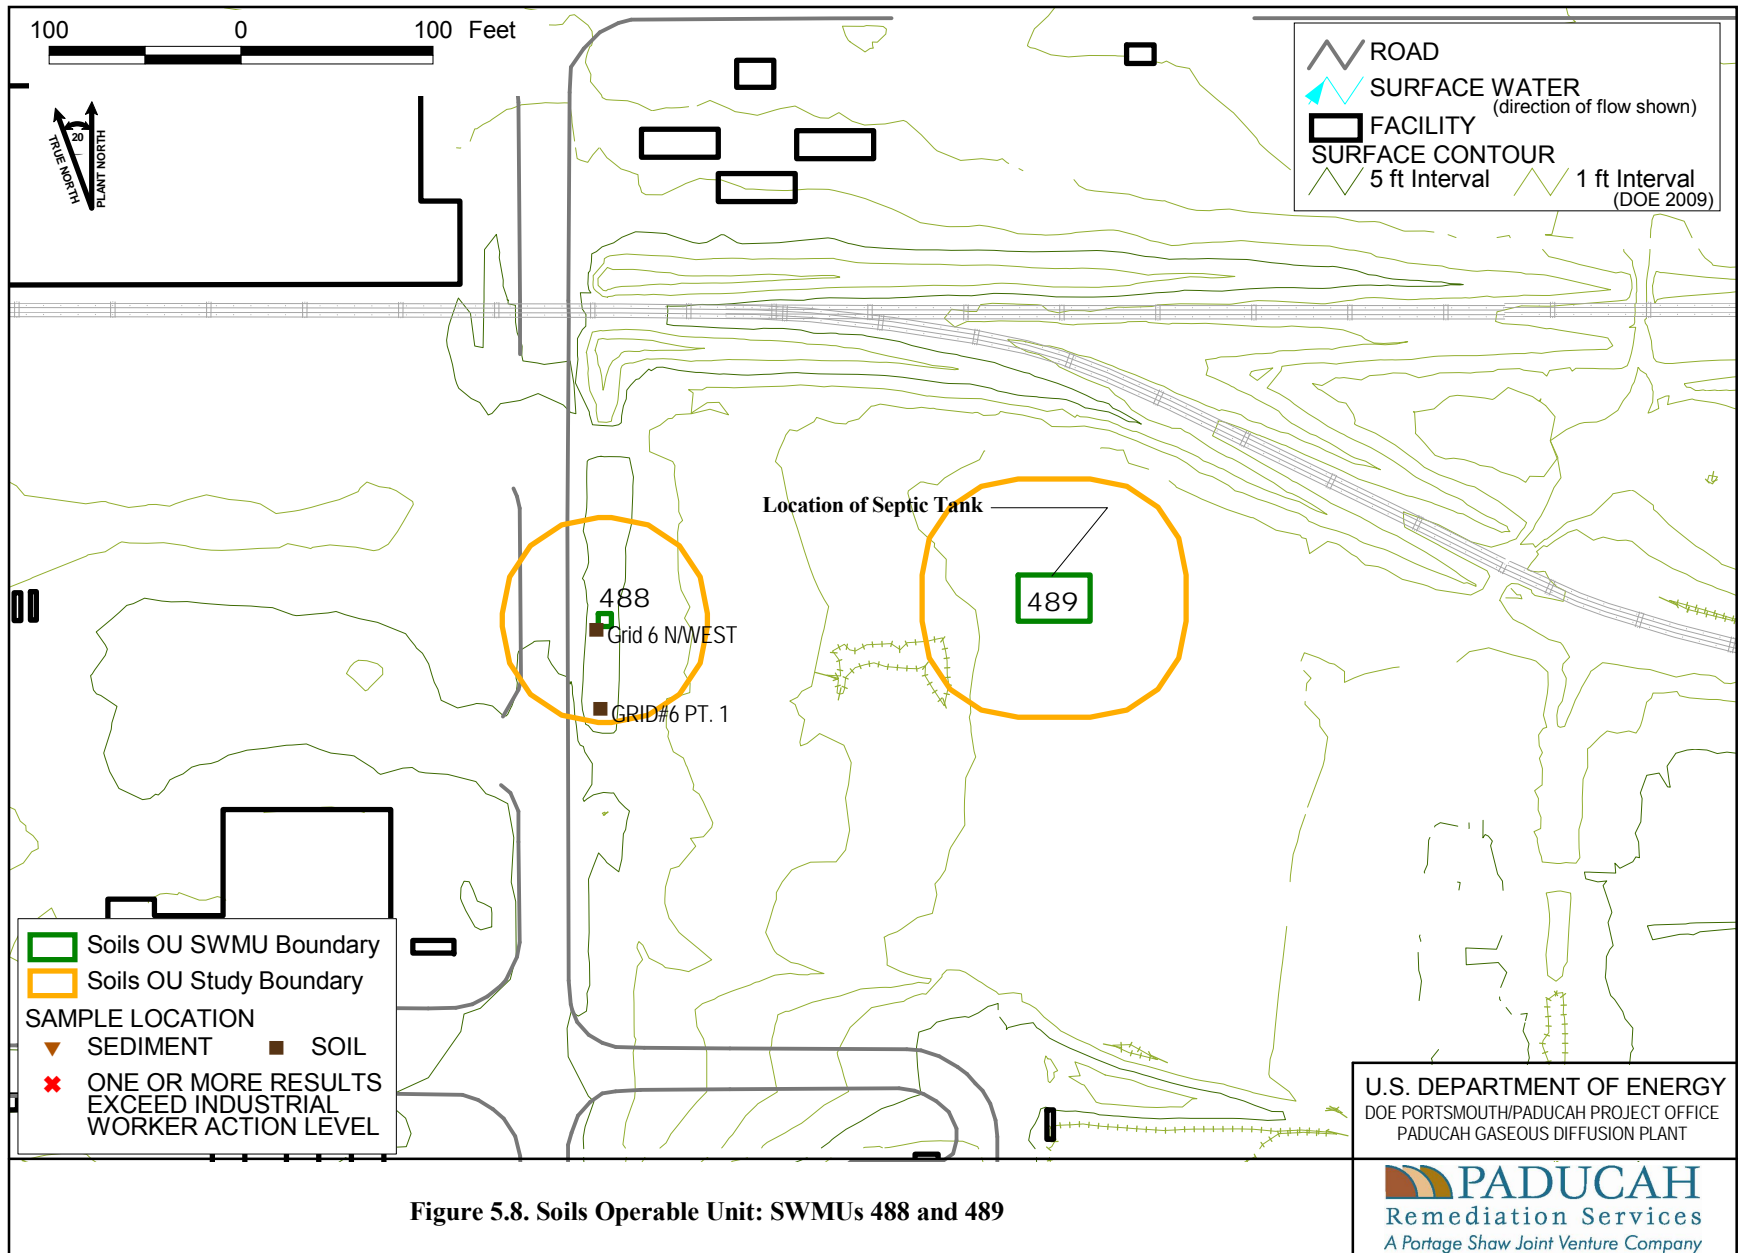 100 0 100 Feet
TRUE NORTH
20
PLANT NORTH
ROAD
SURFACE WATER
(direction of flow shown)
FACILITY
SURFACE CONTOUR
5 ft Interval 1 ft Interval
(DOE 2009)
Location of Septic Tank
488
489
Grid 6 N/WEST
GRID#6 PT. 1
Soils OU SWMU Boundary
Soils OU Study Boundary
SAMPLE LOCATION
SEDIMENT SOIL
ONE OR MORE RESULTS
EXCEED INDUSTRIAL
WORKER ACTION LEVEL
U.S. DEPARTMENT OF ENERGY
DOE PORTSMOUTH/PADUCAH PROJECT OFFICE
PADUCAH GASEOUS DIFFUSION PLANT
PADUCAH
Remediation Services
A Portage Shaw Joint Venture Company
Figure 5.8. Soils Operable Unit: SWMUs 488 and 489